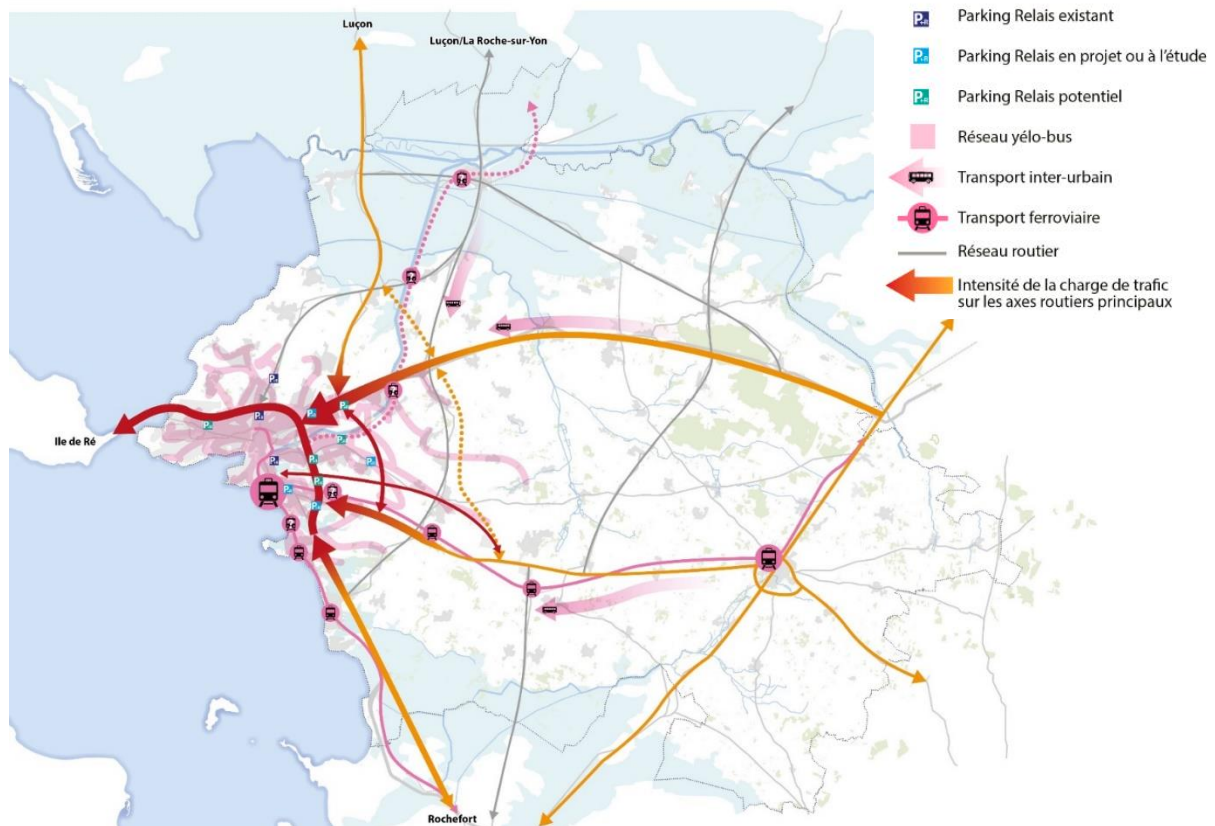 Luçon
Luçon/La Roche-sur-Yon
Ile de Ré
Rochefort
P+R Parking Relais existant
P+R Parking Relais en projet ou à l'étude
P+R Parking Relais potentiel
Réseau yélo-bus
Transport inter-urbain
Transport ferroviaire
Réseau routier
Intensité de la charge de trafic
sur les axes routiers principaux